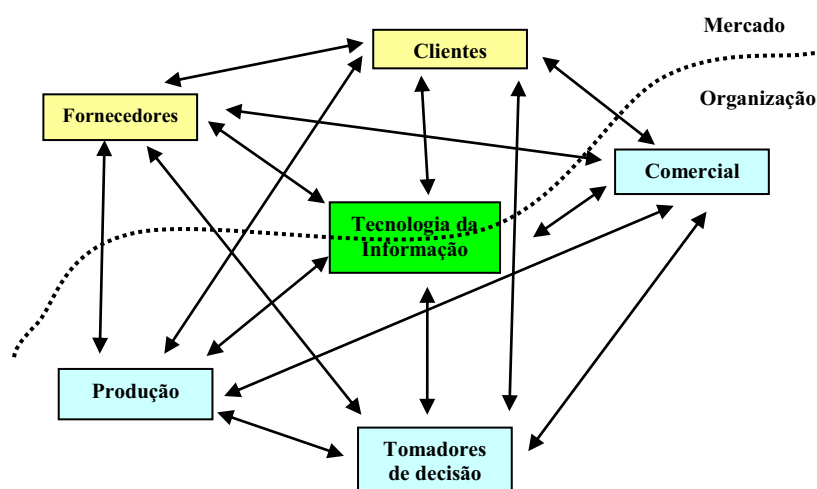 Mercado
Clientes
Organização
Fornecedores
Comercial
Tecnologia da
Informação
Produção
Tomadores
de decisão